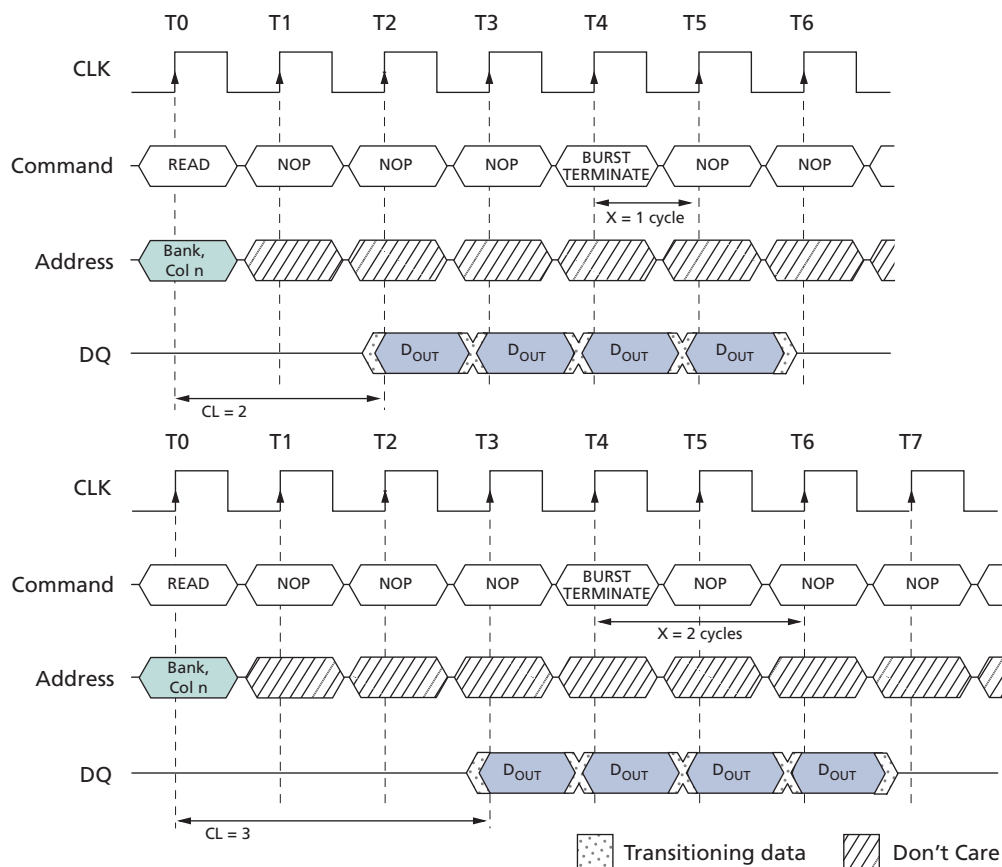 T0 T1 T2 T3 T4 T5 T6
CLK
Command READ NOP NOP NOP BURST TERMINATE NOP NOP
X = 1 cycle
Address Bank, Col n
DQ DOUT DOUT DOUT DOUT
CL = 2
T0 T1 T2 T3 T4 T5 T6 T7
CLK
Command READ NOP NOP NOP BURST TERMINATE NOP NOP NOP
X = 2 cycles
Address Bank, Col n
DQ DOUT DOUT DOUT DOUT
CL = 3
Transitioning data Don't Care